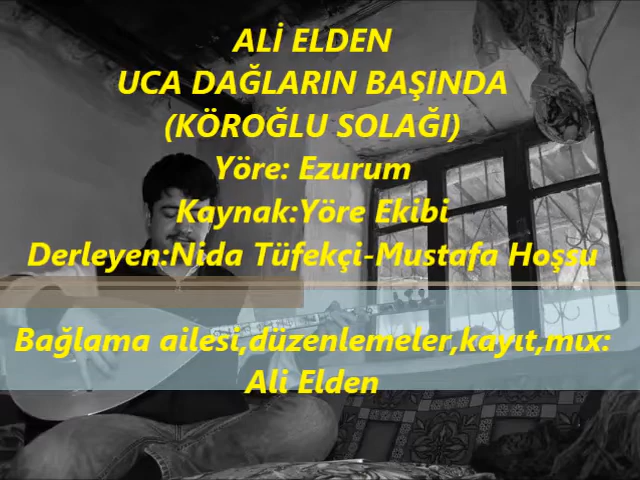 ALİ ELDEN
UCA DAĞLARIN BAŞINDA
(KÖROĞLU SOLAĞI)
Yöre: Ezurum
Kaynak:Yöre Ekibi
Derleyen:Nida Tüfekçi-Mustafa Hoşsu
Bağlama ailesi,düzenlemeler,kayıt,mıx:
Ali Elden